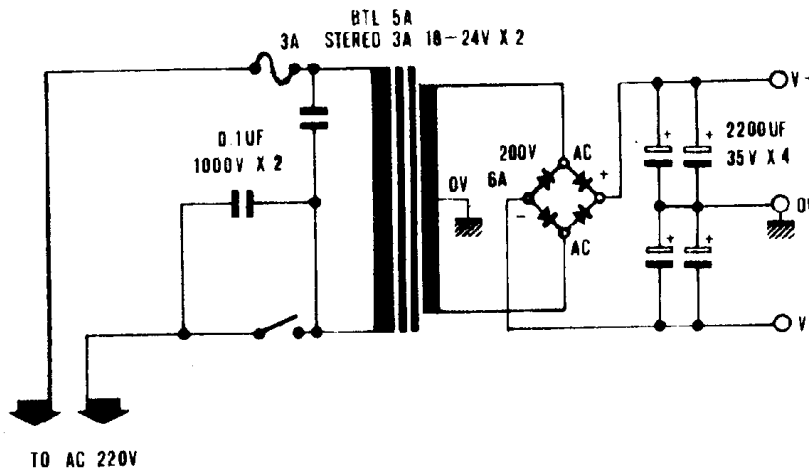 BTL 5A
3A STERED 3A 18-24V X 2
0.1UF
1000V X 2
0V
200V
6A
AC
+
-
AC
+ +
2200UF
35V X 4
+ +
V-
0V
V
TO AC 220V